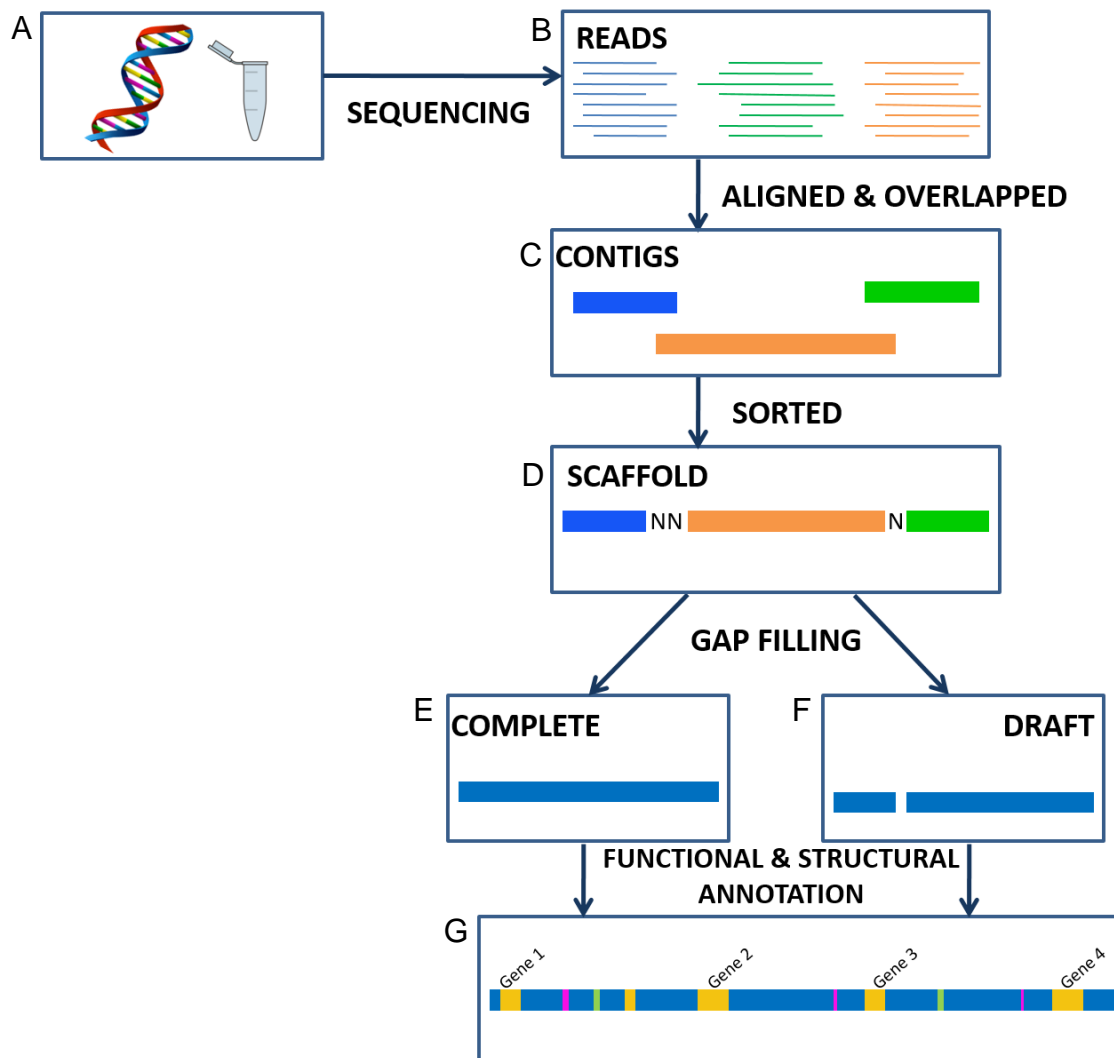 A
B
READS
SEQUENCING
ALIGNED & OVERLAPPED
C
CONTIGS
SORTED
D
SCAFFOLD
NN
N
GAP FILLING
E
COMPLETE
F
DRAFT
FUNCTIONAL & STRUCTURAL
ANNOTATION
G
Gene 1
Gene 2
Gene 3
Gene 4